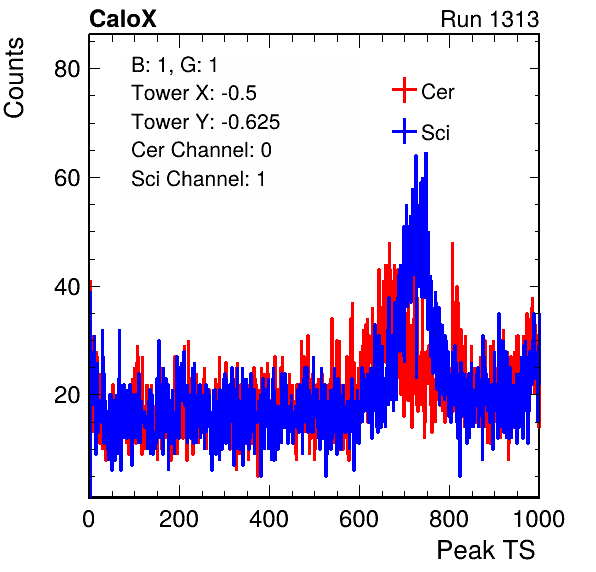 CaloX Run 1313
Counts
80
60
40
20
B: 1, G: 1
Tower X: -0.5
Tower Y: -0.625
Cer Channel: 0
Sci Channel: 1
Cer
Sci
0 200 400 600 800 1000
Peak TS